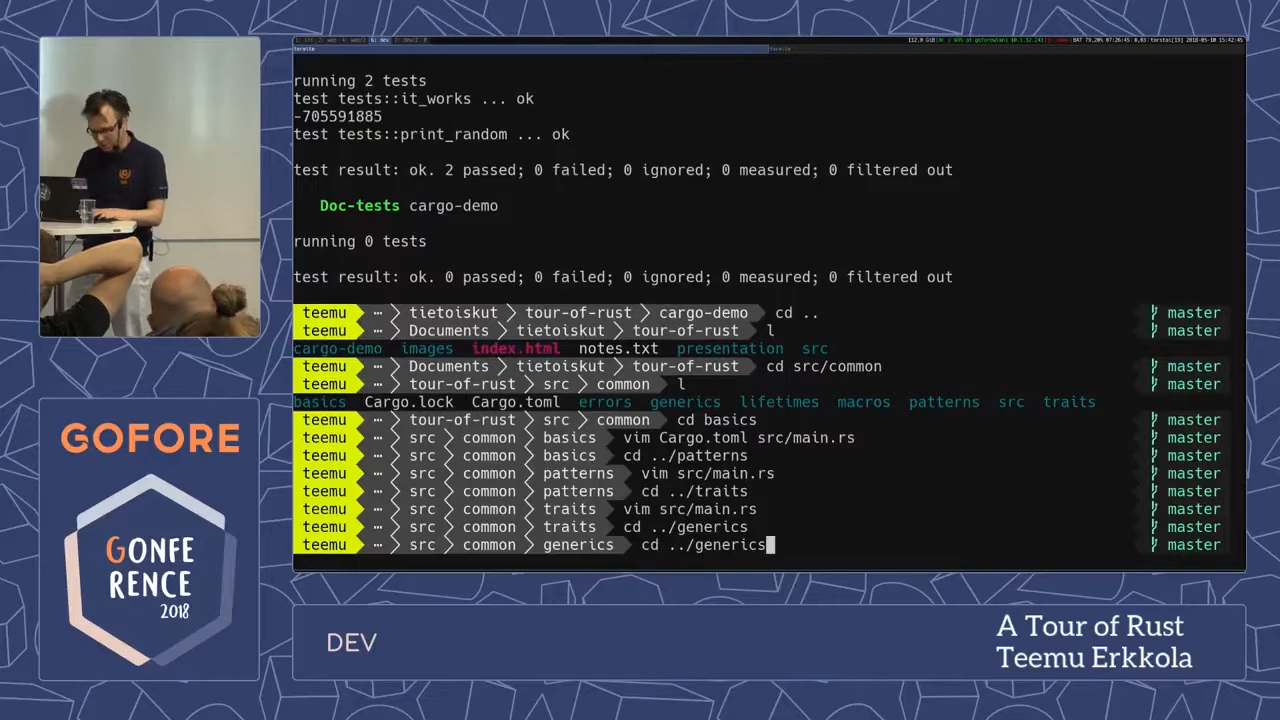 running 2 tests
test tests::it_works ... ok
-705591885
test tests::print_random ... ok
test result: ok. 2 passed; 0 failed; 0 ignored; 0 measured; 0 filtered out
Doc-tests cargo-demo
running 0 tests
test result: ok. 0 passed; 0 failed; 0 ignored; 0 measured; 0 filtered out
teemu ⋯ tietoiskut tour-of-rust cargo-demo cd .. master
teemu ⋯ Documents tietoiskut tour-of-rust l master
cargo-demo images index.html notes.txt presentation src
teemu ⋯ Documents tietoiskut tour-of-rust cd src/common master
teemu ⋯ tour-of-rust src common l master
basics Cargo.lock Cargo.toml errors generics lifetimes macros patterns src traits
teemu ⋯ tour-of-rust src common cd basics master
teemu ⋯ src common basics vim Cargo.toml src/main.rs master
teemu ⋯ src common basics cd ../patterns master
teemu ⋯ src common patterns vim src/main.rs master
teemu ⋯ src common patterns cd ../traits master
teemu ⋯ src common traits vim src/main.rs master
teemu ⋯ src common traits cd ../generics master
teemu ⋯ src common generics cd ../generics master
GOFORE
GONFE
RENCE
2018
DEV
A Tour of Rust
Teemu Erkkola